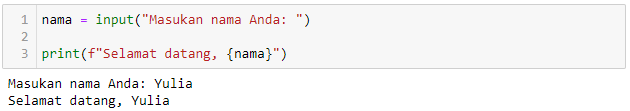 1 nama = input("Masukan nama Anda: ")
2
3 print(f"Selamat datang, {nama}")
Masukan nama Anda: Yulia
Selamat datang, Yulia